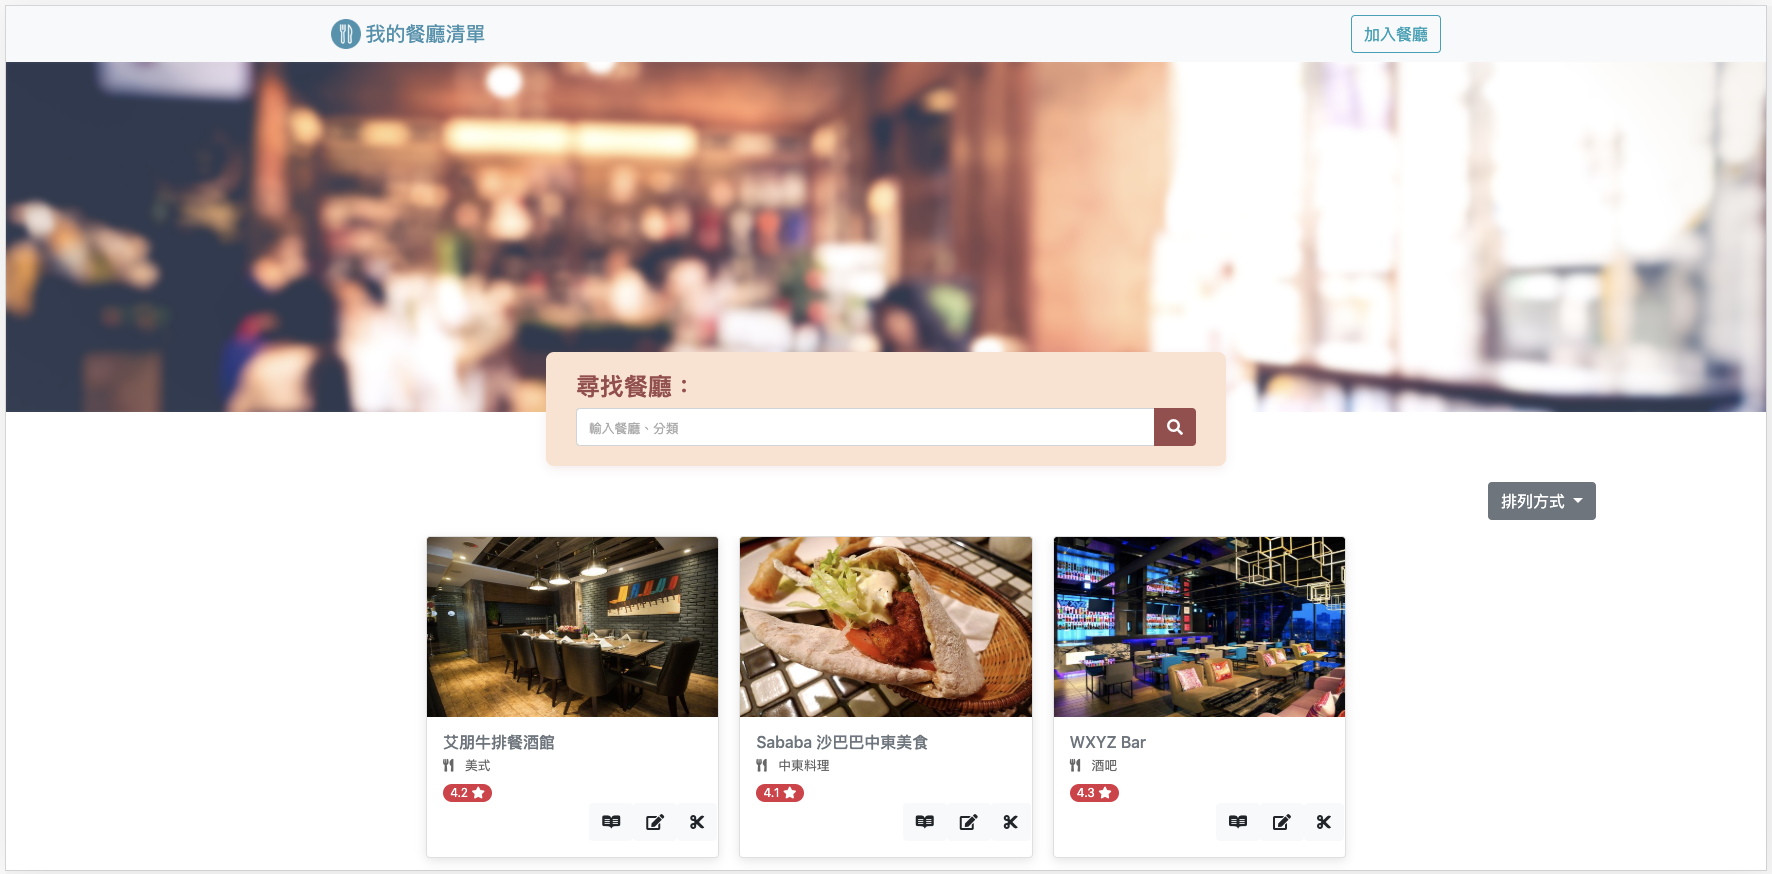 我的餐廳清單
加入餐廳
尋找餐廳：
輸入餐廳、分類
排列方式
艾朋牛排餐酒館
美式
4.2
Sababa 沙巴巴中東美食
中東料理
4.1
WXYZ Bar
酒吧
4.3